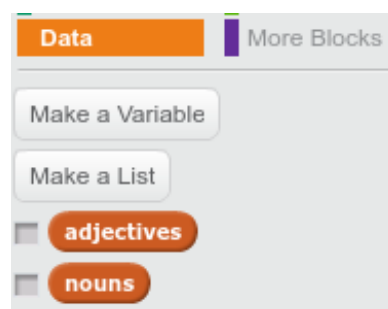 Data More Blocks
Make a Variable
Make a List
adjectives
nouns